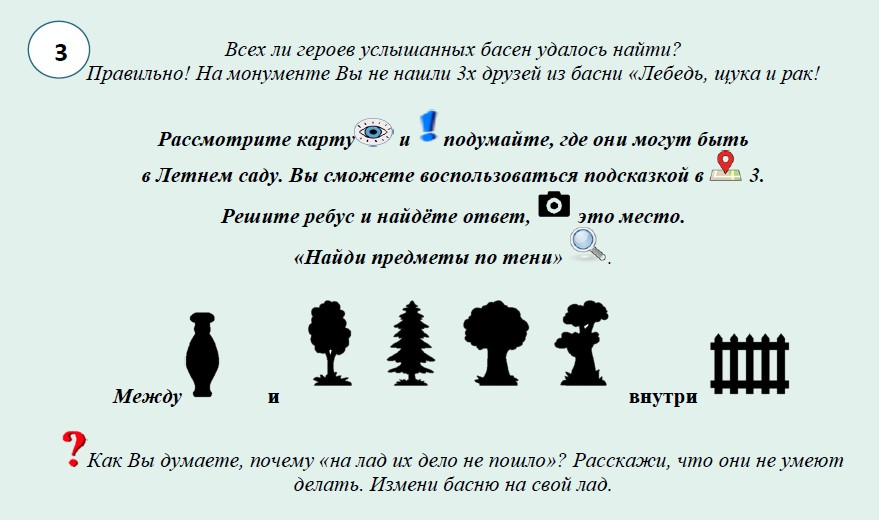 3
Всех ли героев услышанных басен удалось найти?
Правильно! На монументе Вы не нашли 3х друзей из басни «Лебедь, щука и рак!
Рассмотрите карту и подумайте, где они могут быть
в Летнем саду. Вы сможете воспользоваться подсказкой в 3.
Решите ребус и найдёте ответ, это место.
«Найди предметы по тени» .
Между и внутри
Как Вы думаете, почему «на лад их дело не пошло»? Расскажи, что они не умеют
делать. Измени басню на свой лад.